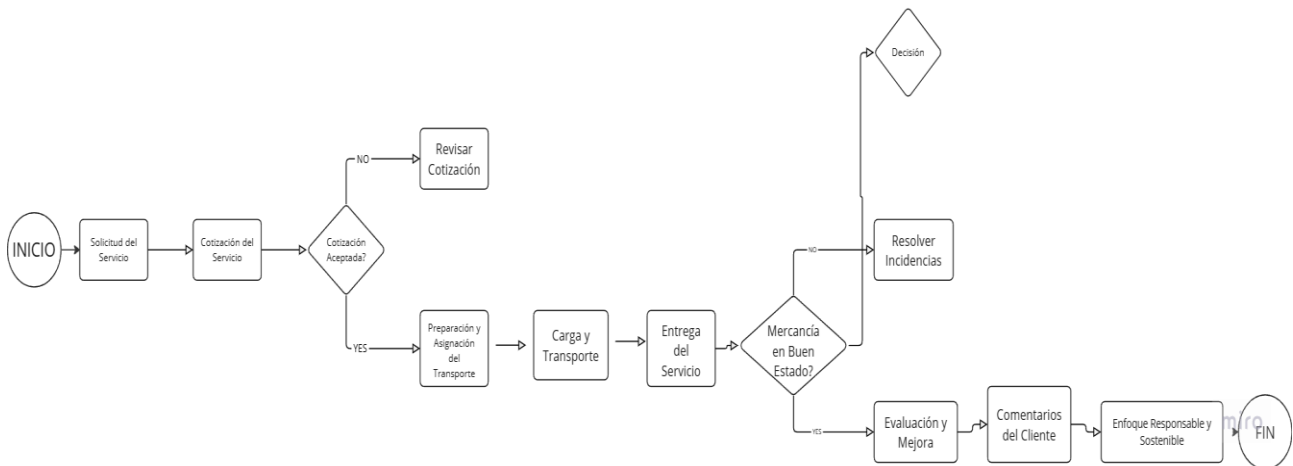 Decisión
NO
Revisar
Cotización
INICIO
Solicitud del
Servicio
Cotización del
Servicio
Cotización
Aceptada?
NO
Resolver
Incidencias
YES
Preparación y
Asignación
del
Transporte
Carga y
Transporte
Entrega
del
Servicio
Mercancía
en Buen
Estado?
YES
Evaluación y
Mejora
Comentarios
del Cliente
Enfoque Responsable y
Sostenible
miro
FIN